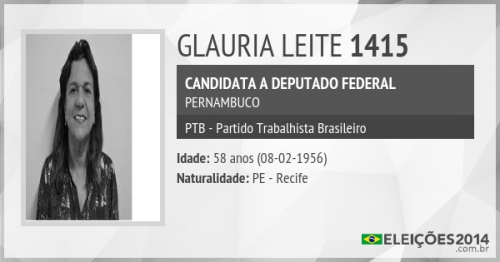 GLAURIA LEITE 1415
CANDIDATA A DEPUTADO FEDERAL
PERNAMBUCO
PTB - Partido Trabalhista Brasileiro
Idade: 58 anos (08-02-1956)
Naturalidade: PE - Recife
ELEIÇÕES2014
.com.br